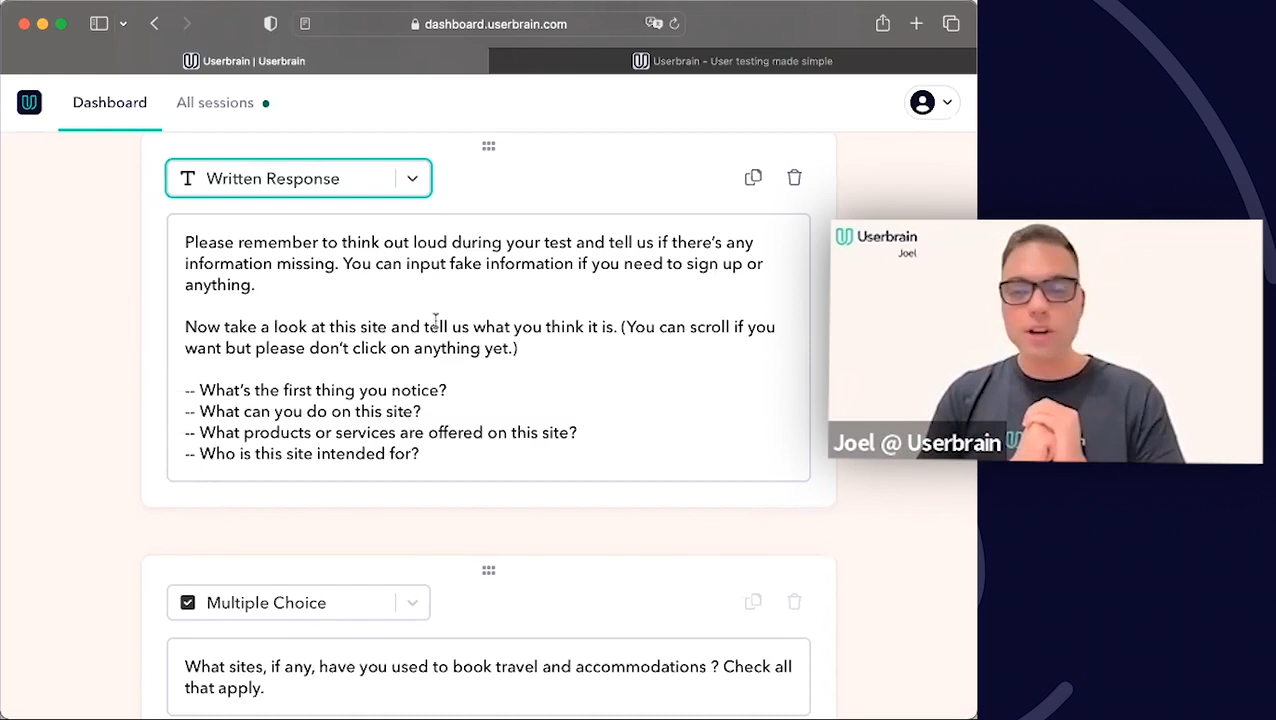 dashboard.userbrain.com
Userbrain | Userbrain
Userbrain – User testing made simple
Dashboard
All sessions
Written Response
Please remember to think out loud during your test and tell us if there's any
information missing. You can input fake information if you need to sign up or
anything.
Now take a look at this site and tell us what you think it is. (You can scroll if you
want but please don't click on anything yet.)
-- What's the first thing you notice?
-- What can you do on this site?
-- What products or services are offered on this site?
-- Who is this site intended for?
Userbrain
Joel
Joel @ Userbrain
Multiple Choice
What sites, if any, have you used to book travel and accommodations ? Check all
that apply.